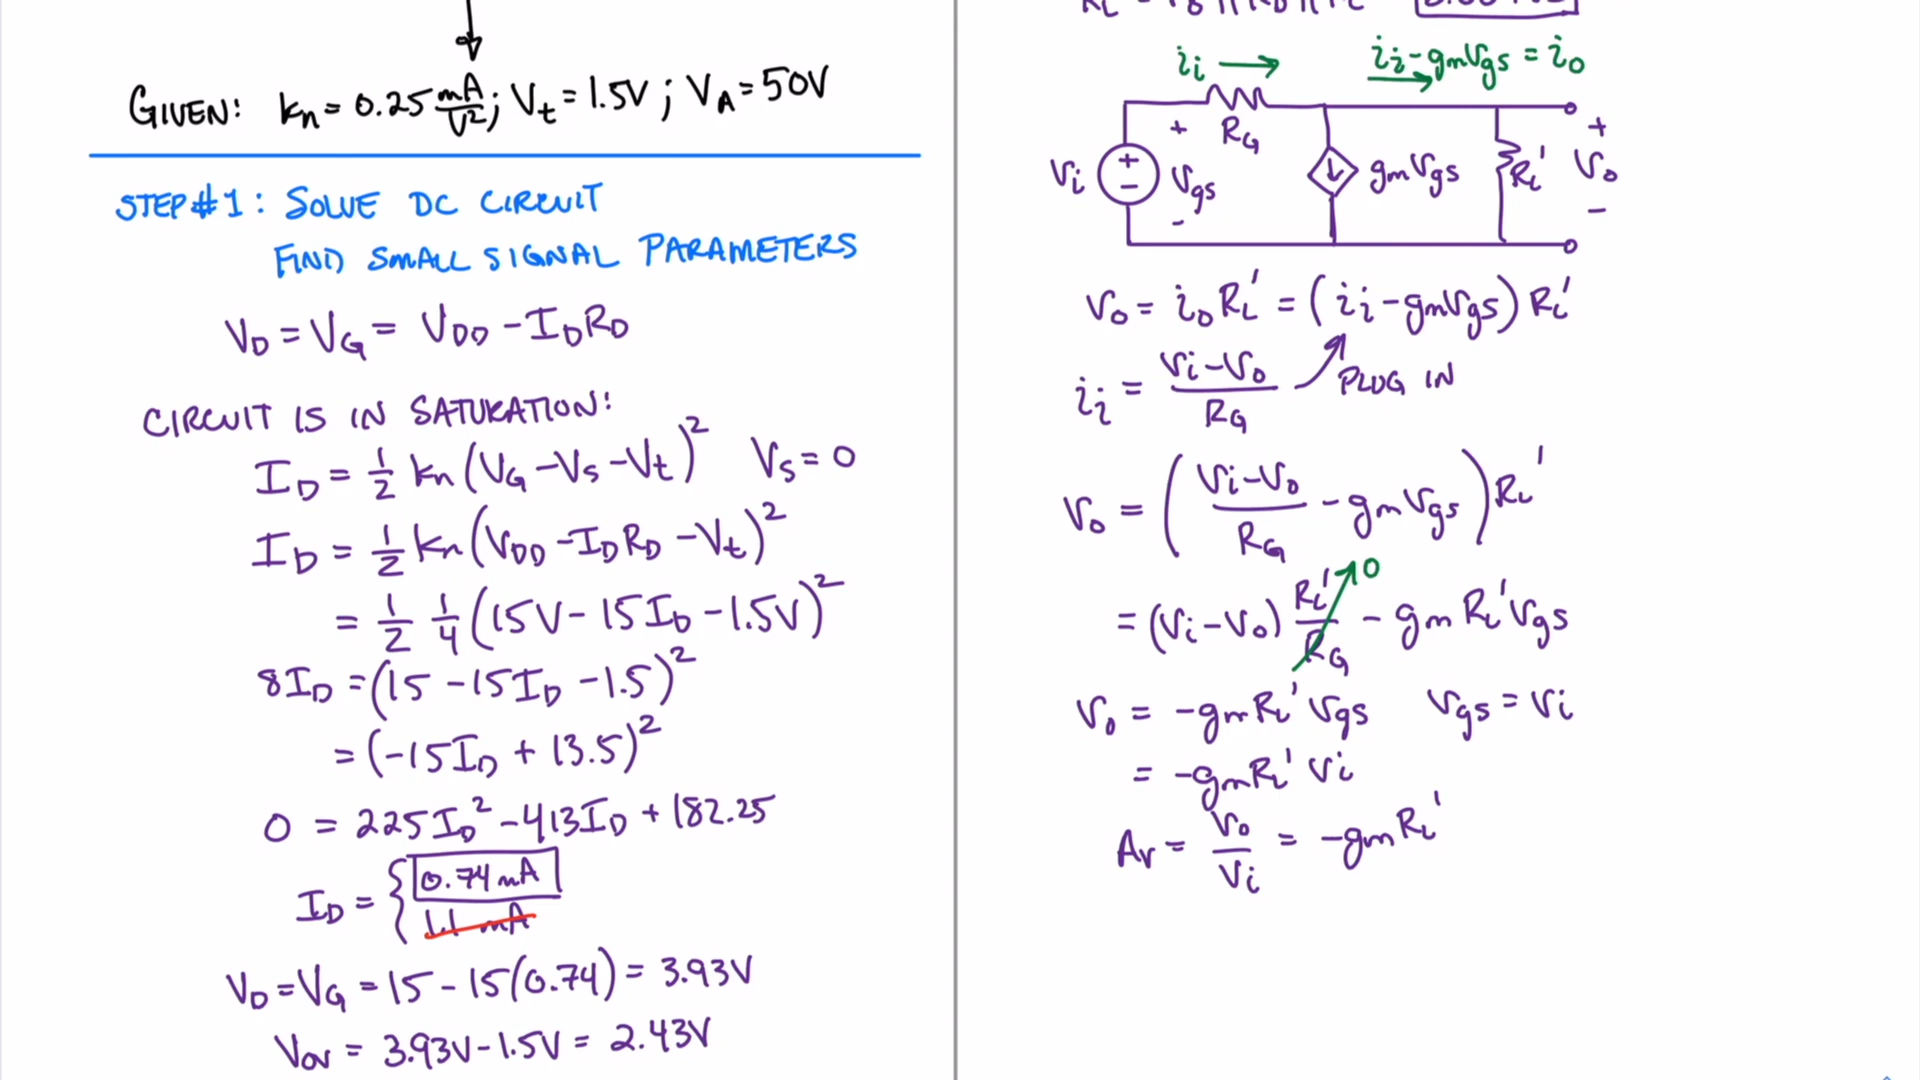 GIVEN: kn = 0.25 mA/V²; Vt = 1.5V; VA = 50V
STEP #1: SOLVE DC CIRCUIT
FIND SMALL SIGNAL PARAMETERS
VD = VG = VDD - IDRD
CIRCUIT IS IN SATURATION:
ID = 1/2 kn (VG - VS - Vt)² VS = 0
ID = 1/2 kn (VDD - IDRD - Vt)²
= 1/2 1/4 (15V - 15ID - 1.5V)²
8ID = (15 - 15ID - 1.5)²
= (-15ID + 13.5)²
0 = 225ID² - 413ID + 182.25
ID = { 0.74 mA
1.1 mA
VD = VG = 15 - 15(0.74) = 3.93V
Vov = 3.93V - 1.5V = 2.43V
ii → ii - gmvgs = io
+ RG
vi + - vgs - gmvgs RL' + vo -
vo = ioRL' = (ii - gmvgs) RL'
ii = (vi - vo)/RG PLUG IN
vo = ((vi - vo)/RG - gmvgs) RL'
= (vi - vo) RL'/RG → 0 - gmRL'vgs
vo = -gmRL'vgs vgs = vi
= -gmRL'vi
Av = vo/vi = -gmRL'